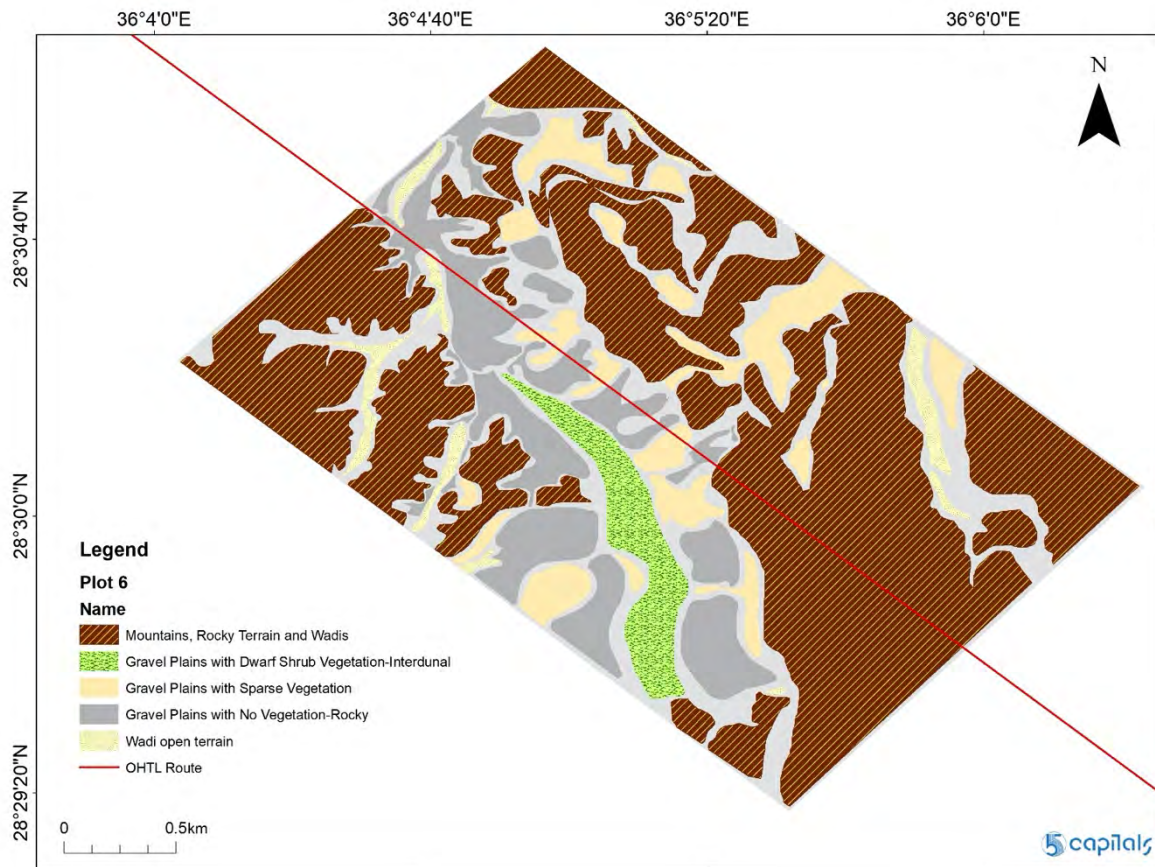 36°4'0"E
36°4'40"E
36°5'20"E
36°6'0"E
N
28°30'40"N
28°30'0"N
28°29'20"N
Legend
Plot 6
Name
Mountains, Rocky Terrain and Wadis
Gravel Plains with Dwarf Shrub Vegetation-Interdunal
Gravel Plains with Sparse Vegetation
Gravel Plains with No Vegetation-Rocky
Wadi open terrain
OHTL Route
0 0.5km
5 capitals